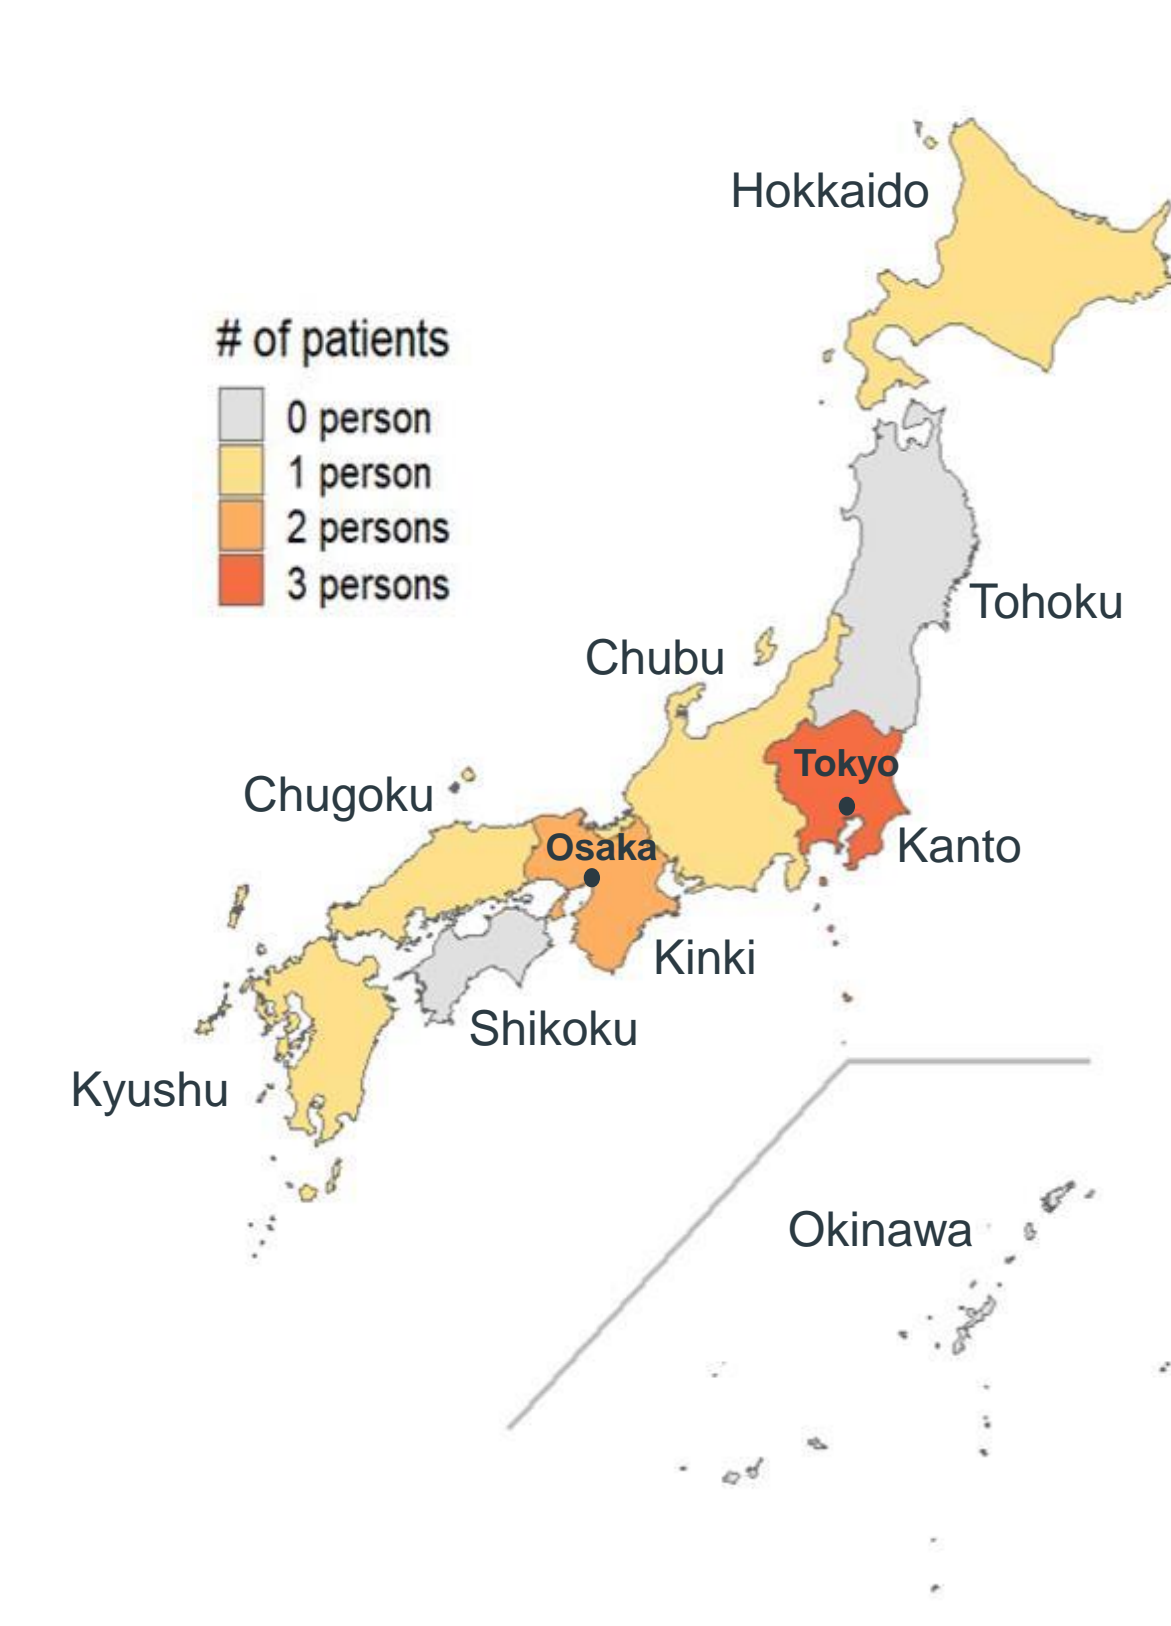 Hokkaido
# of patients
0 person
1 person
2 persons
3 persons
Tohoku
Chubu
Tokyo
Chugoku
Osaka
Kanto
Kinki
Shikoku
Kyushu
Okinawa